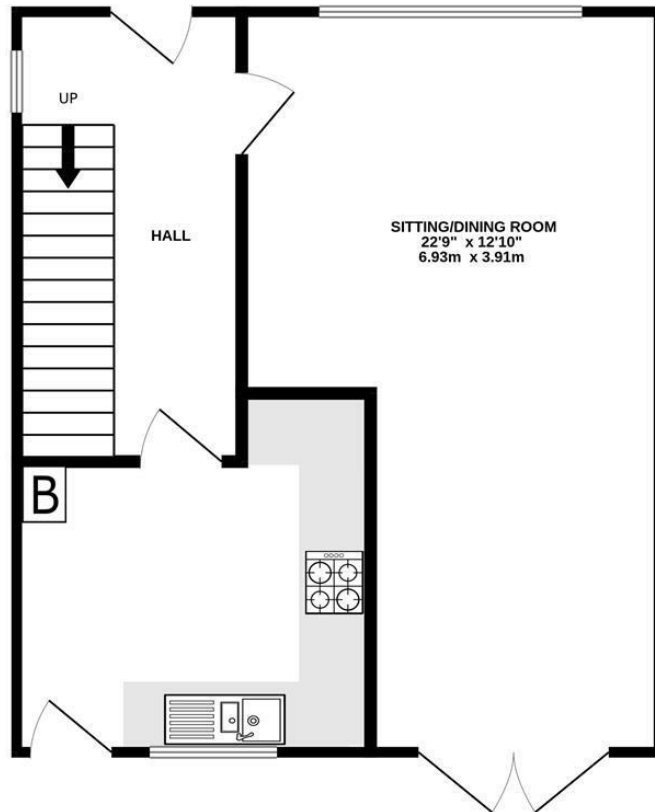 UP
HALL
SITTING/DINING ROOM
22'9" x 12'10"
6.93m x 3.91m
B